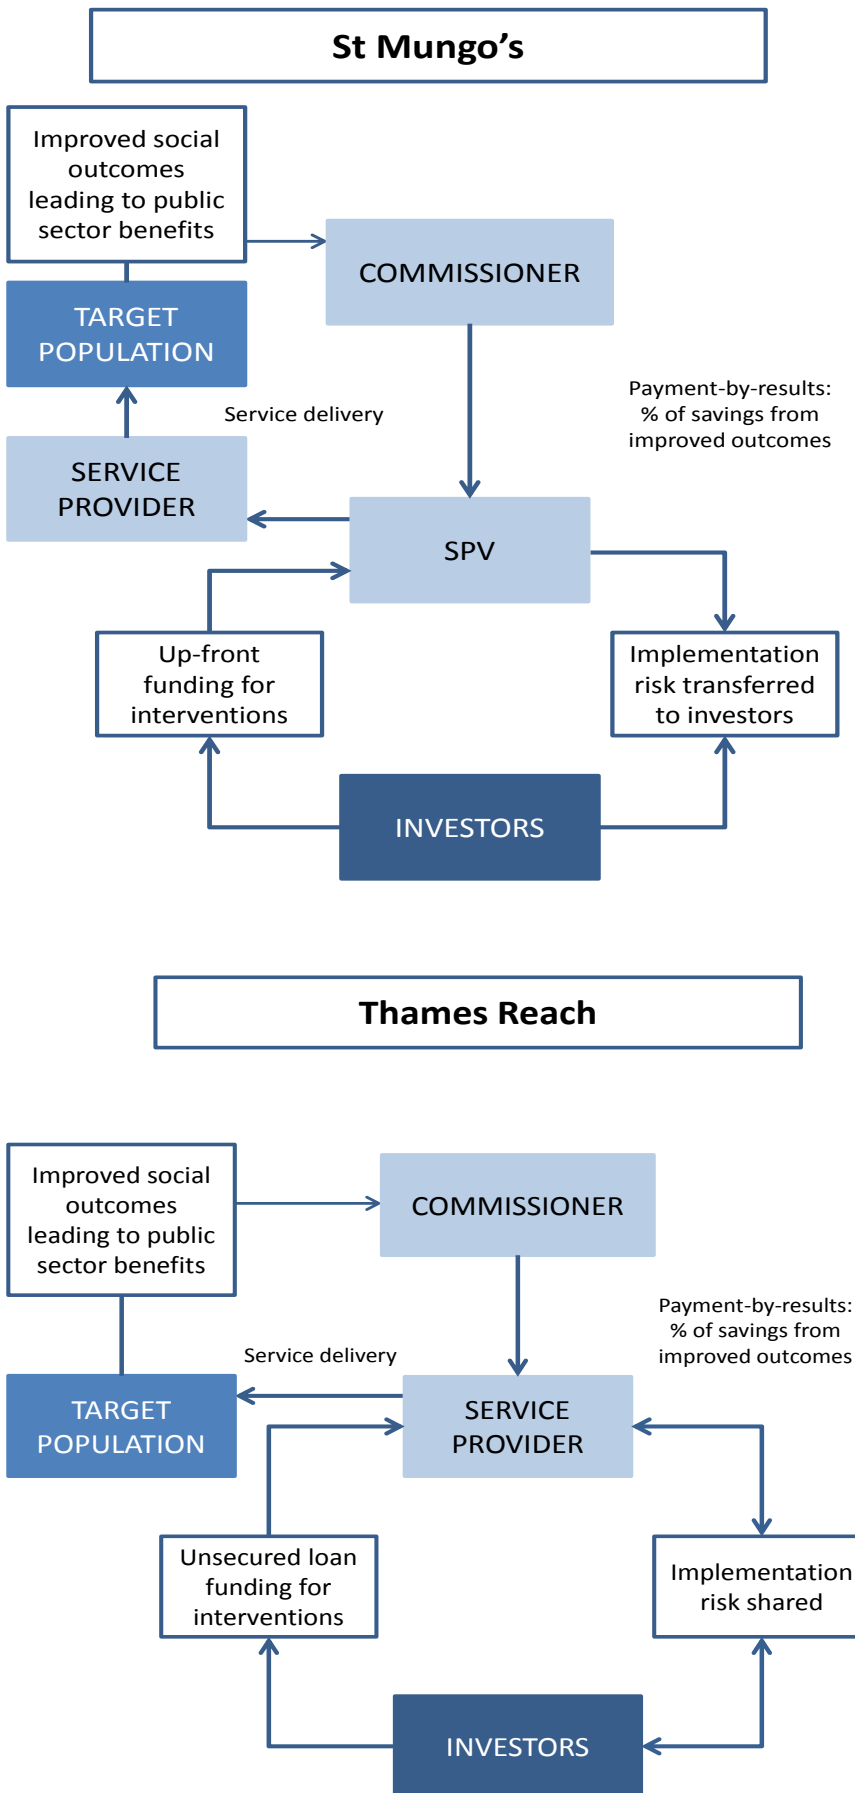 St Mungo’s
Improved social
outcomes
leading to public
sector benefits
COMMISSIONER
TARGET
POPULATION
Payment-by-results:
% of savings from
improved outcomes
Service delivery
SERVICE
PROVIDER
SPV
Up-front
funding for
interventions
Implementation
risk transferred
to investors
INVESTORS
Thames Reach
Improved social
outcomes
leading to public
sector benefits
COMMISSIONER
Payment-by-results:
% of savings from
improved outcomes
Service delivery
TARGET
POPULATION
SERVICE
PROVIDER
Unsecured loan
funding for
interventions
Implementation
risk shared
INVESTORS